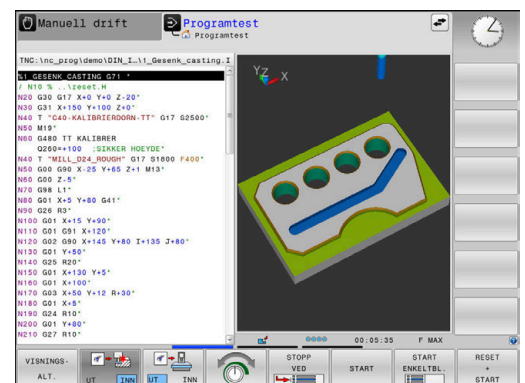 Manuell drift
Programtest
Programtest
TNC:\nc_prog\demo\DIN_I…\1_Gesenk_casting.I
%1_GESENK_CASTING G71 *
/ N10 % ..\reset.H
N20 G30 G17 X+0 Y+0 Z-20*
N30 G31 X+150 Y+100 Z+0*
N40 T "C40-KALIBRIERDORN-TT" G17 S2500*
N50 M19*
N60 G480 TT KALIBRER
Q260=+100 ;SIKKER HOEYDE*
N40 T "MILL_D24_ROUGH" G17 S1800 F400*
N50 G00 G90 X-25 Y+65 Z+1 M13*
N60 G00 Z-5*
N70 G98 L1*
N80 G01 X+5 Y+80 G41*
N90 G26 R3*
N100 G01 X+15 Y+90*
N110 G01 G91 X+120*
N120 G02 G90 X+145 Y+80 I+135 J+80*
N130 G01 Y+50*
N140 G25 R20*
N150 G01 X+130 Y+5*
N160 G01 X+100*
N170 G03 X+50 Y+12 R+30*
N180 G01 X+5*
N190 G24 R10*
N200 G01 Y+80*
N210 G27 R10*
YZ X
00:05:35 F MAX
VISNINGS-
ALT.
UT INN
UT INN
STOPP
VED
START
START
ENKELTBL.
RESET
+
START